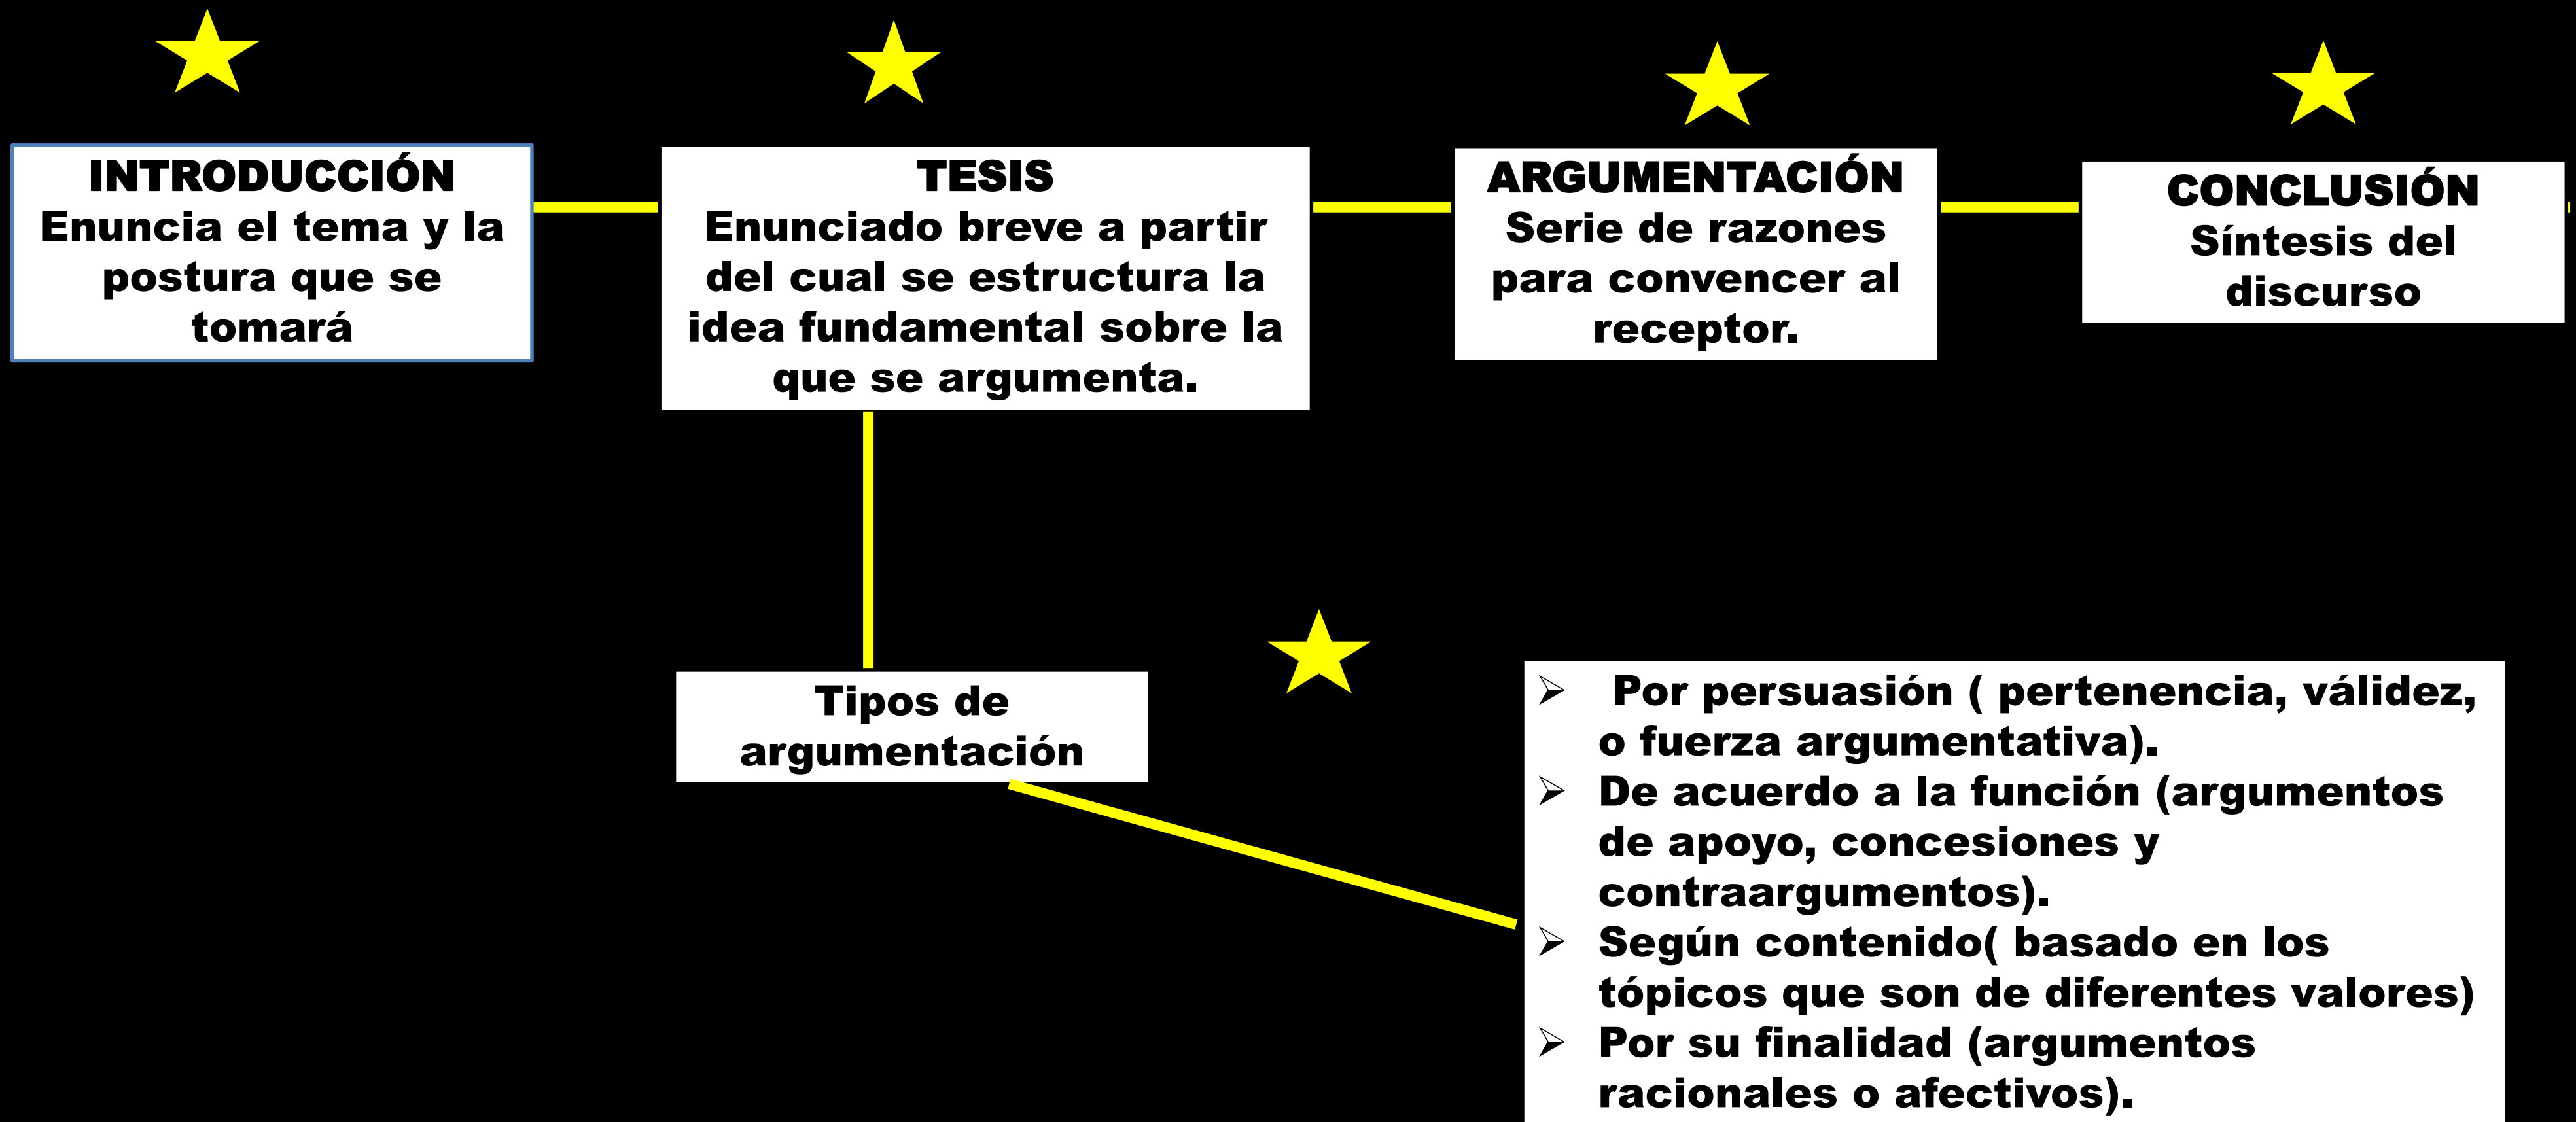 INTRODUCCIÓN
Enuncia el tema y la
postura que se
tomará
TESIS
Enunciado breve a partir
del cual se estructura la
idea fundamental sobre la
que se argumenta.
ARGUMENTACIÓN
Serie de razones
para convencer al
receptor.
CONCLUSIÓN
Síntesis del
discurso
Tipos de
argumentación
➢ Por persuasión ( pertenencia, válidez,
o fuerza argumentativa).
➢ De acuerdo a la función (argumentos
de apoyo, concesiones y
contraargumentos).
➢ Según contenido( basado en los
tópicos que son de diferentes valores)
➢ Por su finalidad (argumentos
racionales o afectivos).